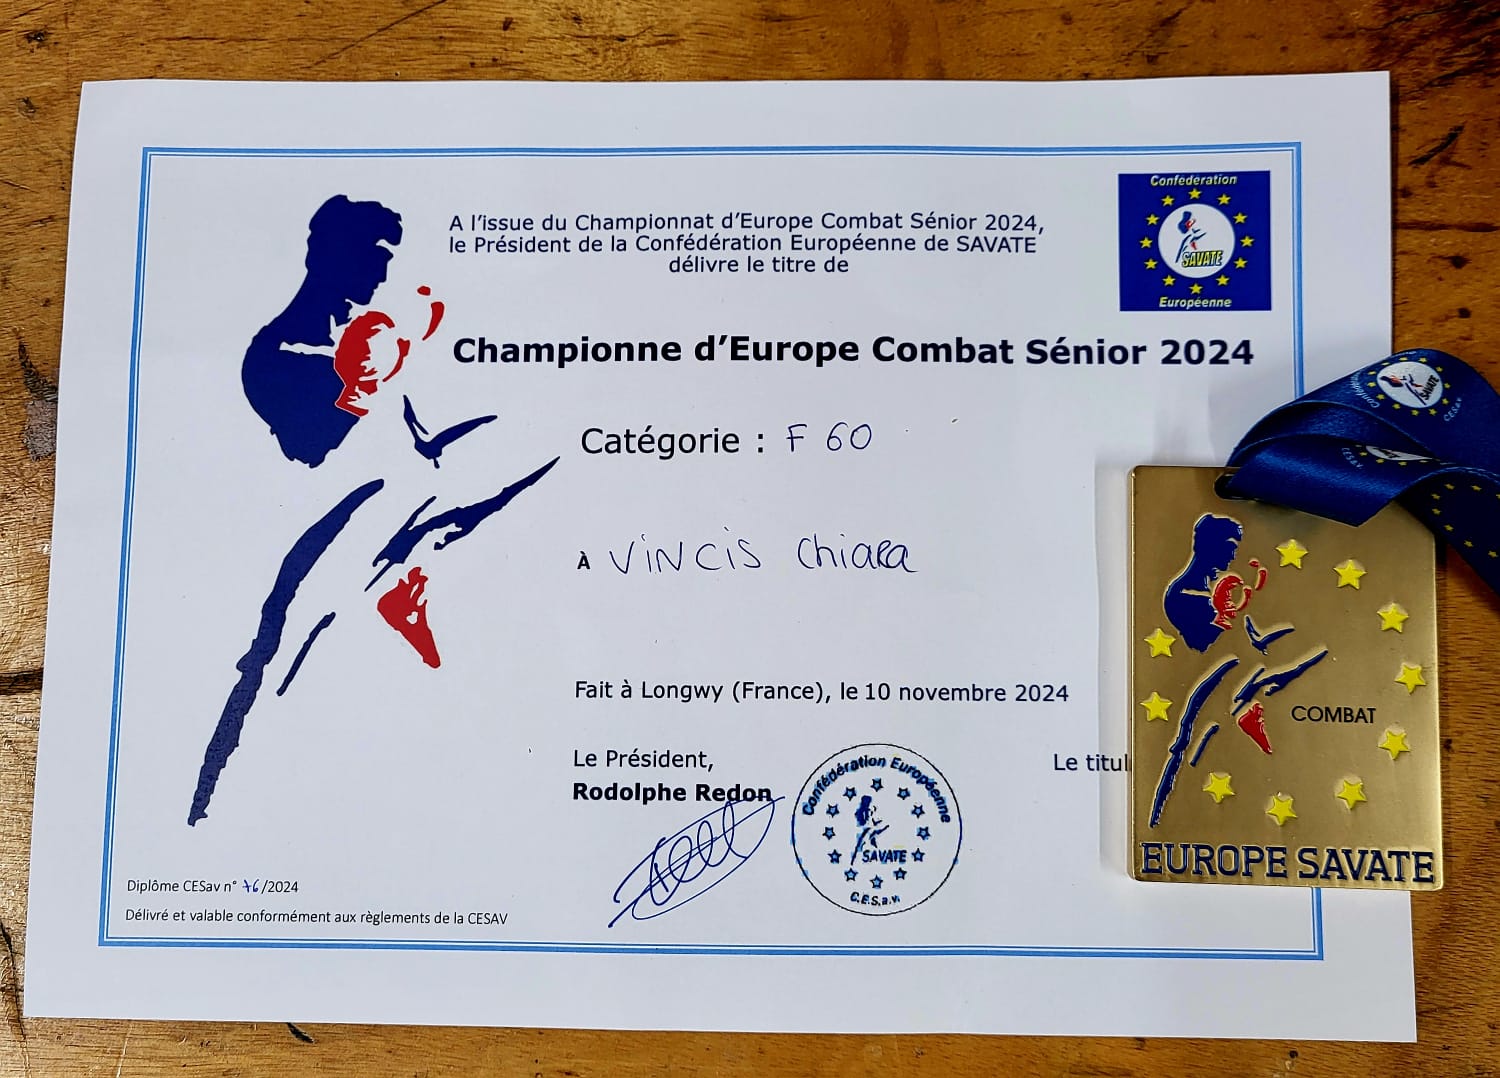 A l'issue du Championnat d'Europe Combat Sénior 2024,
le Président de la Confédération Européenne de SAVATE
délivre le titre de
Confédération
SAVATE
Européenne
Championne d'Europe Combat Sénior 2024
Catégorie : F 60
À VINCIS Chiara
Fait à Longwy (France), le 10 novembre 2024
Le Président,
Rodolphe Redon
Le titul
Confédération Européenne
SAVATE
C.E.S.a.v.
Diplôme CESav n° 76/2024
Délivré et valable conformément aux règlements de la CESAV
SAVATE
CESAV
COMBAT
EUROPE SAVATE